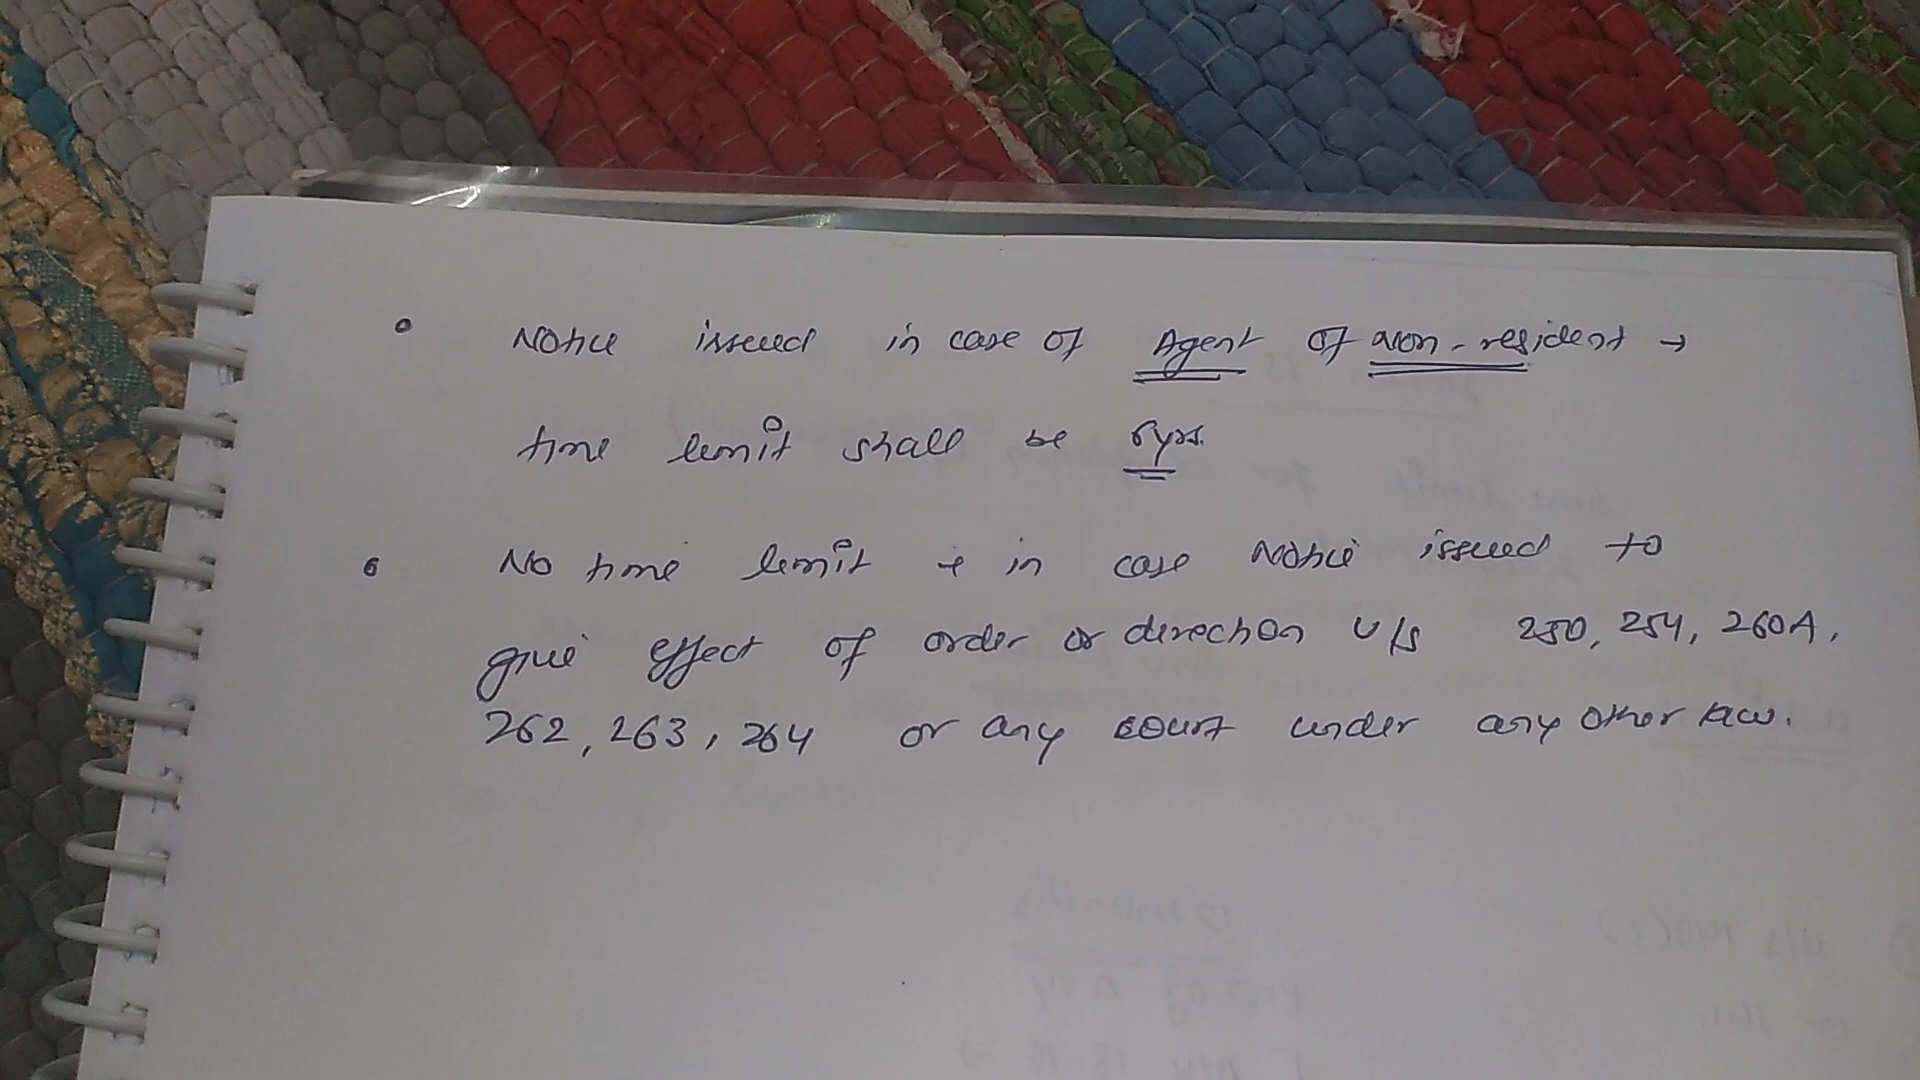 Notice issued in case of Agent of non-resident →
time limit shall be 6yrs.
No time limit in case Notice issued to
give effect of order or direction u/s 250, 254, 260A,
262, 263, 264 or any court under any other law.